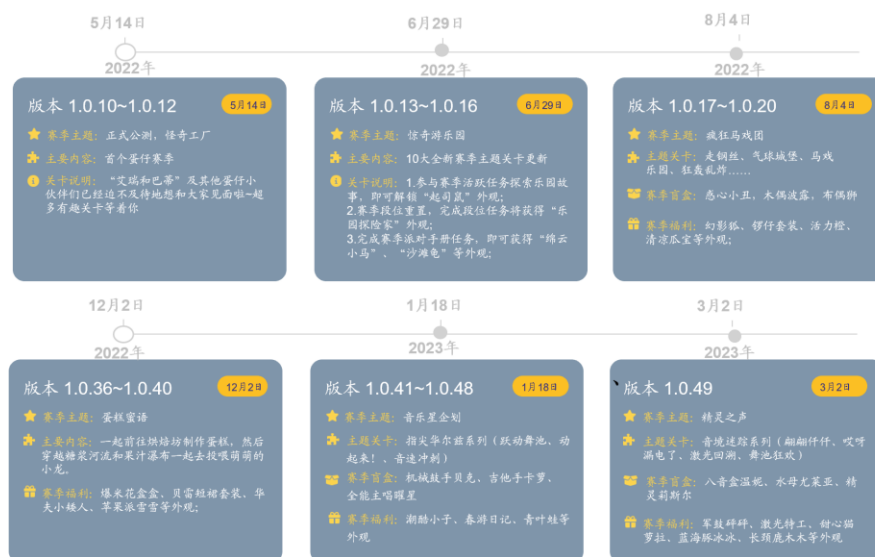 5月14日
6月29日
8月4日
2022年
2022年
2022年
版本 1.0.10~1.0.12
5月14日
赛季主题：正式公测，怪奇工厂
主要内容：首个蛋仔赛季
关卡说明：“艾瑞和巴蒂”及其他蛋仔小
伙伴们已经迫不及待地想和大家见面啦~超
多有趣关卡等着你
版本 1.0.13~1.0.16
6月29日
赛季主题：惊奇游乐园
主要内容：10大全新赛季主题关卡更新
关卡说明：1.参与赛季活跃任务探索乐园故
事，即可解锁“起司鼠”外观；
2.赛季段位重置，完成段位任务将获得“乐
园探险家”外观；
3.完成赛季派对手册任务，即可获得“绵云
小马”、“沙滩龟”等外观；
版本 1.0.17~1.0.20
8月4日
赛季主题：疯狂马戏团
主题关卡：走钢丝、气球城堡、马戏
乐园、狂轰乱炸……
赛季盲盒：惑心小丑，木偶波露，布偶狮
赛季福利：幻影狐、锣仔套装、活力橙、
清凉瓜宝等外观；
12月2日
1月18日
3月2日
2022年
2023年
2023年
版本 1.0.36~1.0.40
12月2日
赛季主题：蛋糕蜜语
主要内容：一起前往烘焙坊制作蛋糕，然后
穿越糖浆河流和果汁瀑布一起去投喂萌萌的
小龙。
赛季福利：爆米花盒盒、贝雷短裙套装、华
夫小矮人、苹果派雪雪等外观；
版本 1.0.41~1.0.48
1月18日
赛季主题：音乐星企划
主题关卡：指尖华尔兹系列（跃动舞池、动
起来！、音速冲刺）
赛季盲盒：机械鼓手贝克、吉他手卡萝、
全能主唱曜星
赛季福利：潮酷小子、春游日记、青叶蛙等
外观
、版本 1.0.49
3月2日
赛季主题：精灵之声
主题关卡：音境迷踪系列（翩翩仟仟、哎呀
漏电了、激光回溯、舞池狂欢）
赛季盲盒：八音盒温妮、水母尤莱亚、精
灵莉斯尔
赛季福利：军鼓砰砰，激光特工、甜心猫
萝拉、蓝海豚冰冰、长颈鹿木木等外观